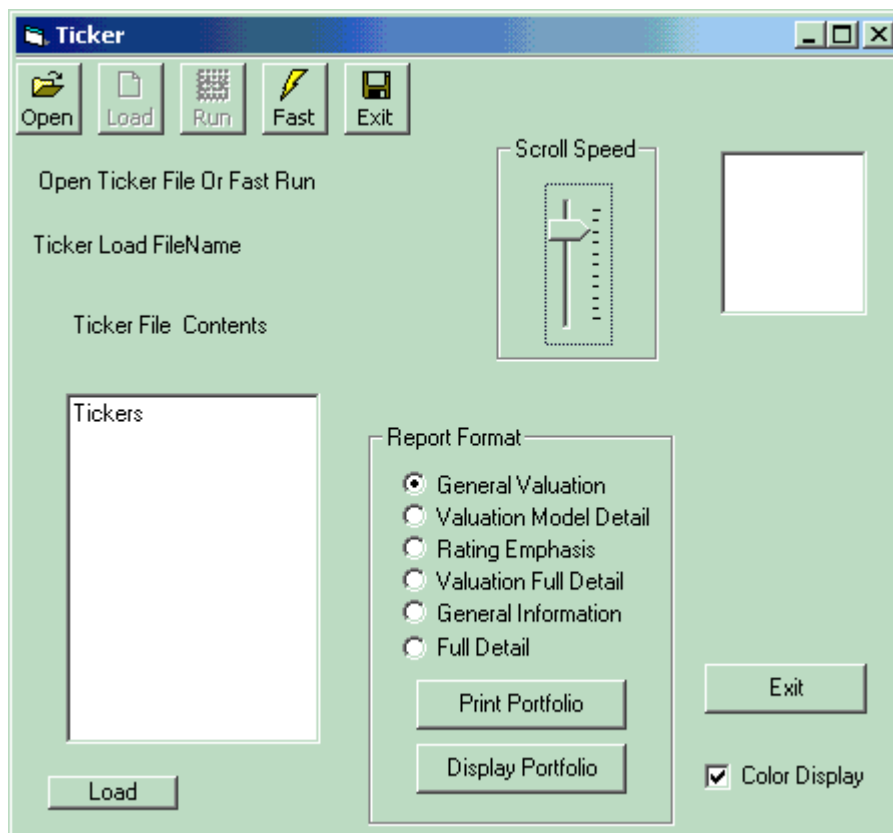 Ticker
Open Load Run Fast Exit
Scroll Speed
Open Ticker File Or Fast Run
Ticker Load FileName
Ticker File Contents
Tickers
Report Format
General Valuation
Valuation Model Detail
Rating Emphasis
Valuation Full Detail
General Information
Full Detail
Print Portfolio
Exit
Display Portfolio
Color Display
Load